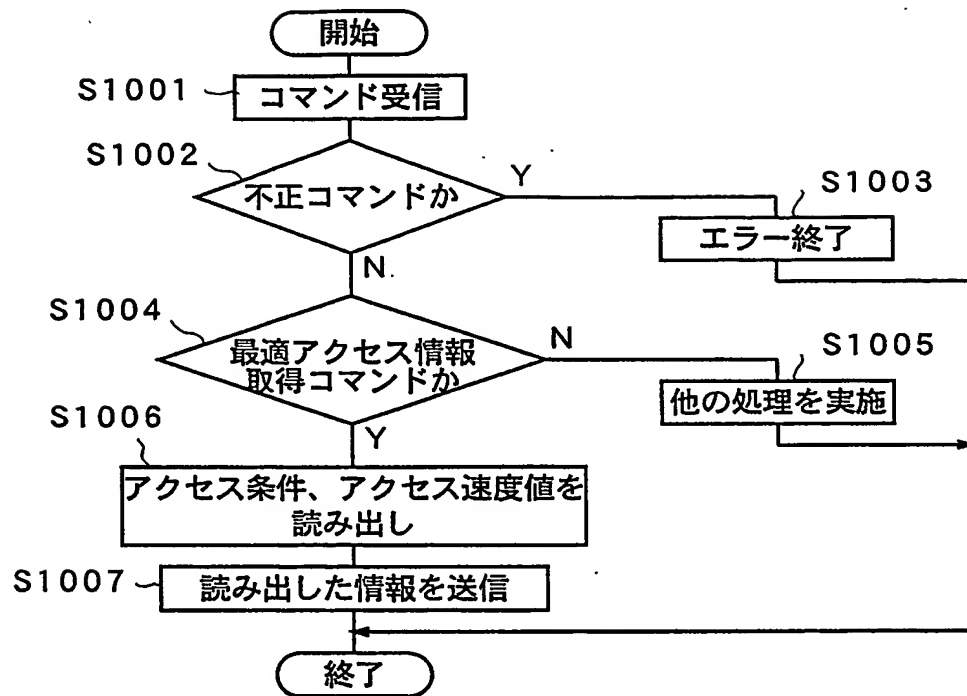 開始
S1001
コマンド受信
S1002
不正コマンドか
Y
S1003
エラー終了
N
S1004
最適アクセス情報
取得コマンドか
N
S1005
他の処理を実施
S1006
Y
アクセス条件、アクセス速度値を
読み出し
S1007
読み出した情報を送信
終了